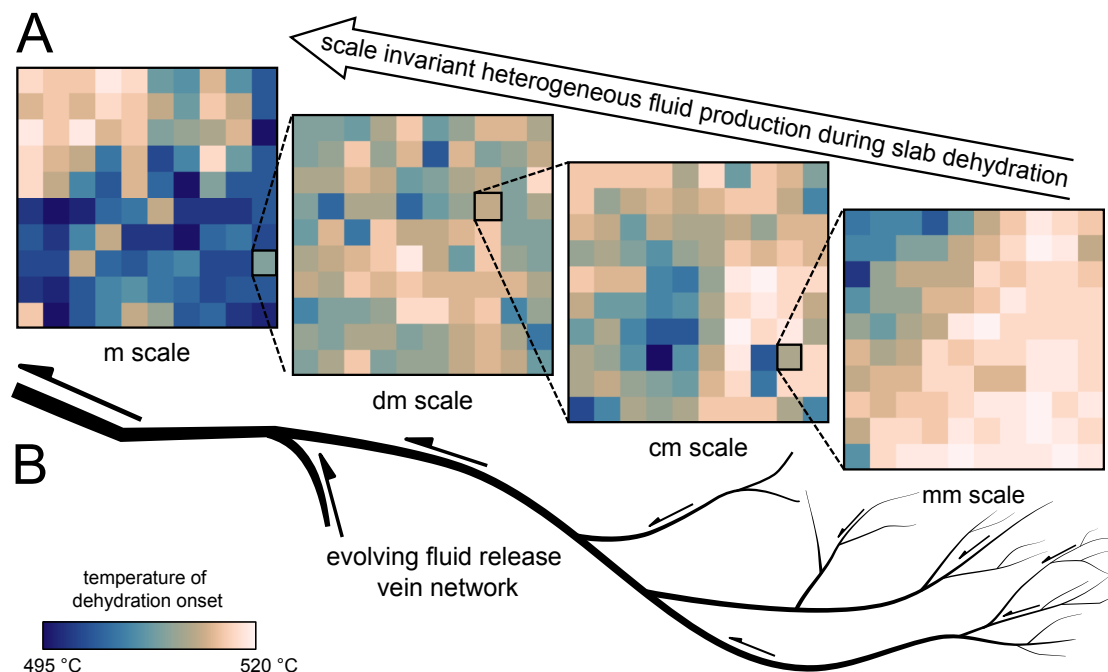 A
scale invariant heterogeneous fluid production during slab dehydration
m scale
dm scale
cm scale
mm scale
B
evolving fluid release
vein network
temperature of
dehydration onset
495 °C
520 °C